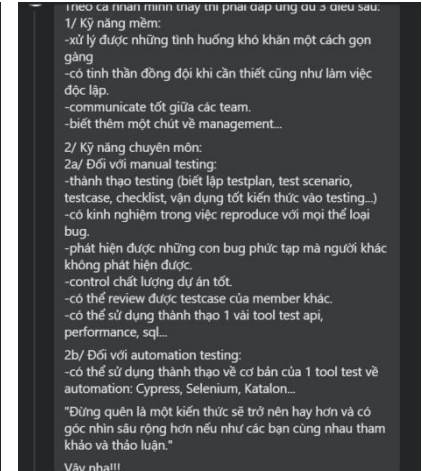 Theo cá nhân mình thấy thì phải đáp ứng đủ 3 điều sau:
1/ Kỹ năng mềm:
-xử lý được những tình huống khó khăn một cách gọn
gàng
-có tinh thần đồng đội khi cần thiết cũng như làm việc
độc lập.
-communicate tốt giữa các team.
-biết thêm một chút về management...
2/ Kỹ năng chuyên môn:
2a/ Đối với manual testing:
-thành thạo testing (biết lập testplan, test scenario,
testcase, checklist, vận dụng tốt kiến thức vào testing...)
-có kinh nghiệm trong việc reproduce với mọi thể loại
bug.
-phát hiện được những con bug phức tạp mà người khác
không phát hiện được.
-control chất lượng dự án tốt.
-có thể review được testcase của member khác.
-có thể sử dụng thành thạo 1 vài tool test api,
performance, sql...
2b/ Đối với automation testing:
-có thể sử dụng thành thạo về cơ bản của 1 tool test về
automation: Cypress, Selenium, Katalon...
"Đừng quên là một kiến thức sẽ trở nên hay hơn và có
góc nhìn sâu rộng hơn nếu như các bạn cùng nhau tham
khảo và thảo luận."
Vậy nha!!!